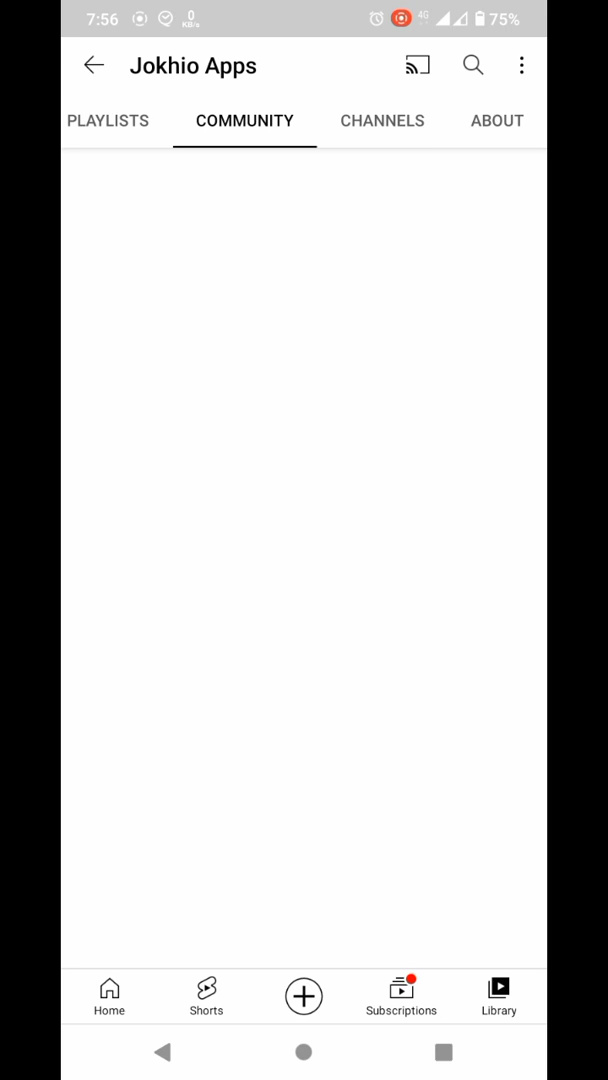 7:56 0 KB/s 4G 75%
Jokhio Apps
PLAYLISTS COMMUNITY CHANNELS ABOUT
Home Shorts Subscriptions Library